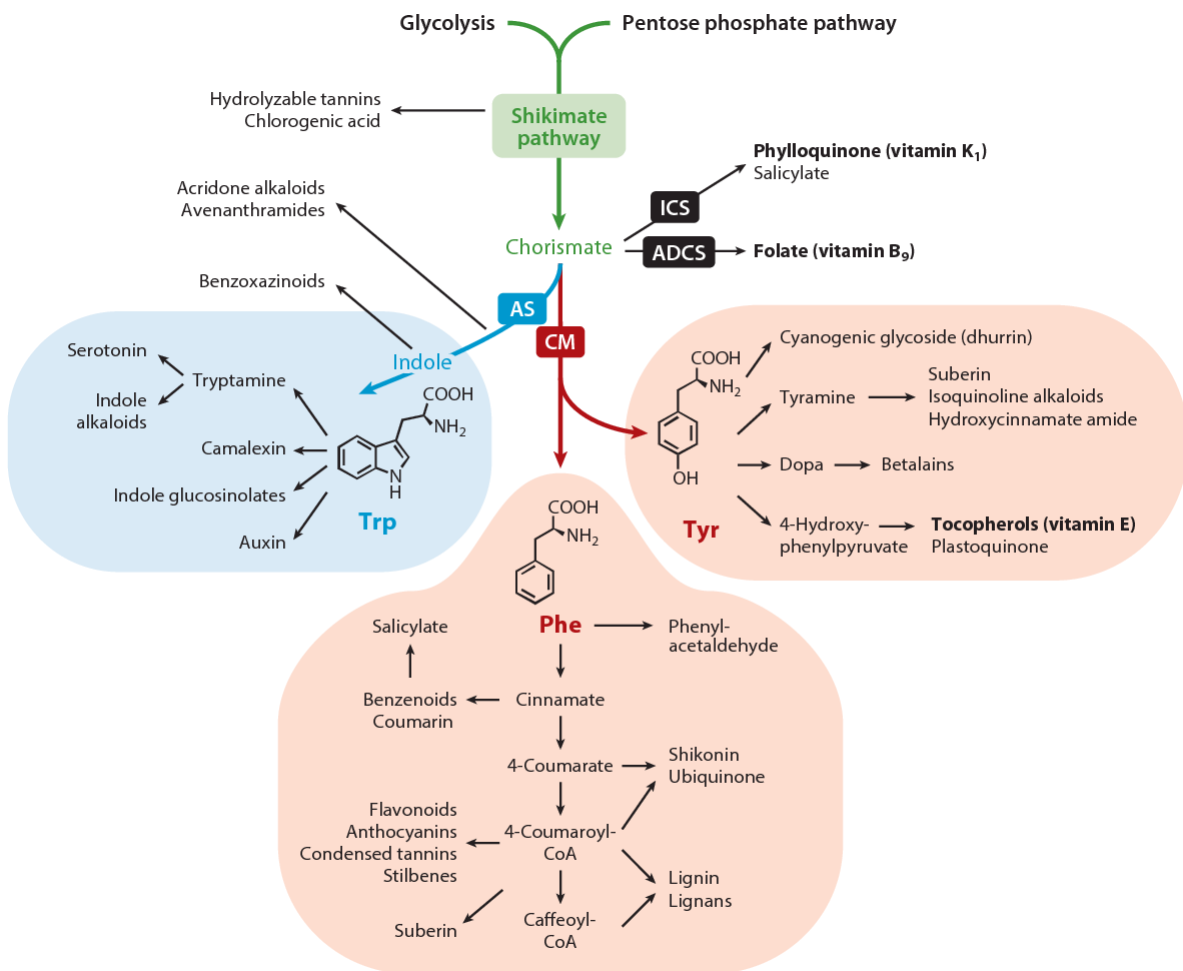 Glycolysis
Pentose phosphate pathway
Hydrolyzable tannins
Chlorogenic acid
Shikimate
pathway
Phylloquinone (vitamin K₁)
Salicylate
ICS
Acridone alkaloids
Avenanthramides
Chorismate
ADCS
Folate (vitamin B₉)
Benzoxazinoids
AS
CM
Indole
Serotonin
Tryptamine
Indole
alkaloids
Camalexin
Indole glucosinolates
Auxin
COOH
NH₂
N
H
Trp
COOH
NH₂
OH
Tyr
Cyanogenic glycoside (dhurrin)
Tyramine
Suberin
Isoquinoline alkaloids
Hydroxycinnamate amide
Dopa
Betalains
4-Hydroxy-
phenylpyruvate
Tocopherols (vitamin E)
Plastoquinone
COOH
NH₂
Phe
Phenyl-
acetaldehyde
Salicylate
Benzenoids
Coumarin
Cinnamate
4-Coumarate
Shikonin
Ubiquinone
Flavonoids
Anthocyanins
Condensed tannins
Stilbenes
4-Coumaroyl-
CoA
Lignin
Lignans
Suberin
Caffeoyl-
CoA